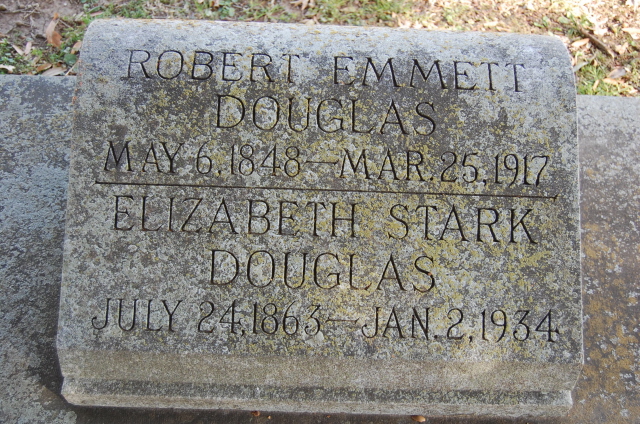 ROBERT EMMETT
DOUGLAS
MAY 6, 1848 — MAR. 25, 1917
ELIZABETH STARK
DOUGLAS
JULY 24, 1863 — JAN. 2, 1934